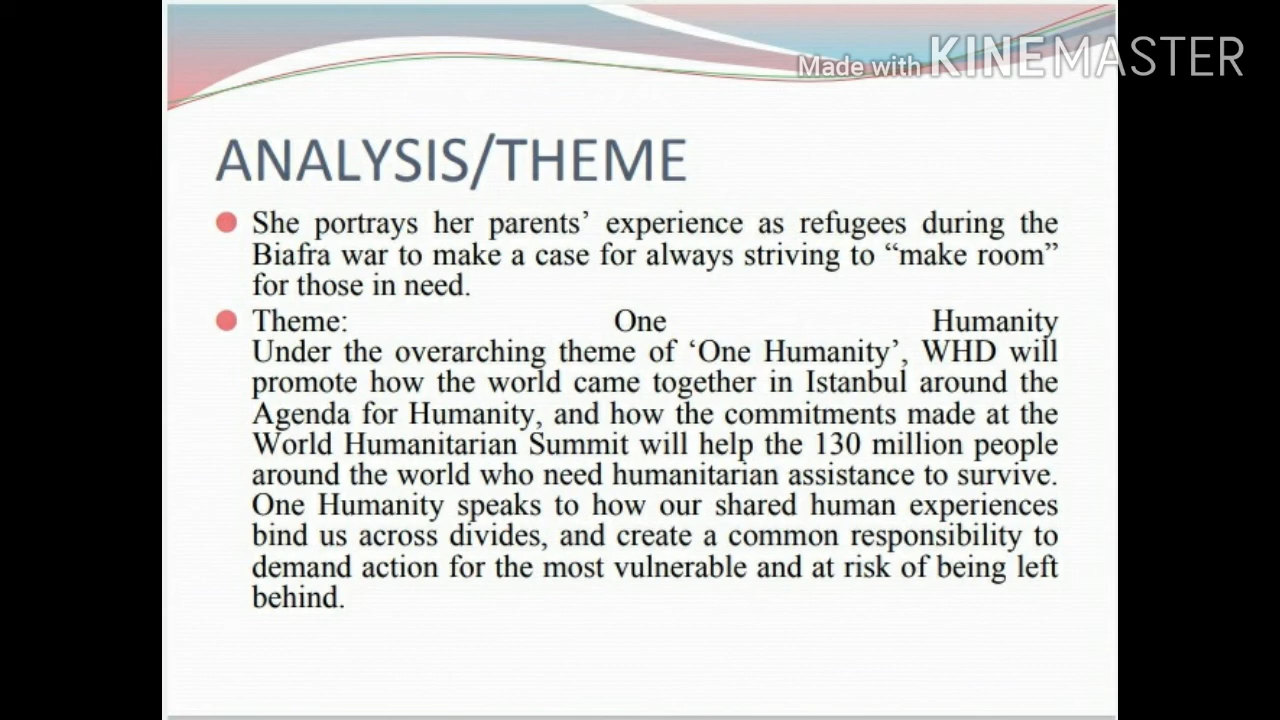 Made with KINEMASTER
ANALYSIS/THEME
She portrays her parents’ experience as refugees during the
Biafra war to make a case for always striving to “make room”
for those in need.
Theme: One Humanity
Under the overarching theme of ‘One Humanity’, WHD will
promote how the world came together in Istanbul around the
Agenda for Humanity, and how the commitments made at the
World Humanitarian Summit will help the 130 million people
around the world who need humanitarian assistance to survive.
One Humanity speaks to how our shared human experiences
bind us across divides, and create a common responsibility to
demand action for the most vulnerable and at risk of being left
behind.